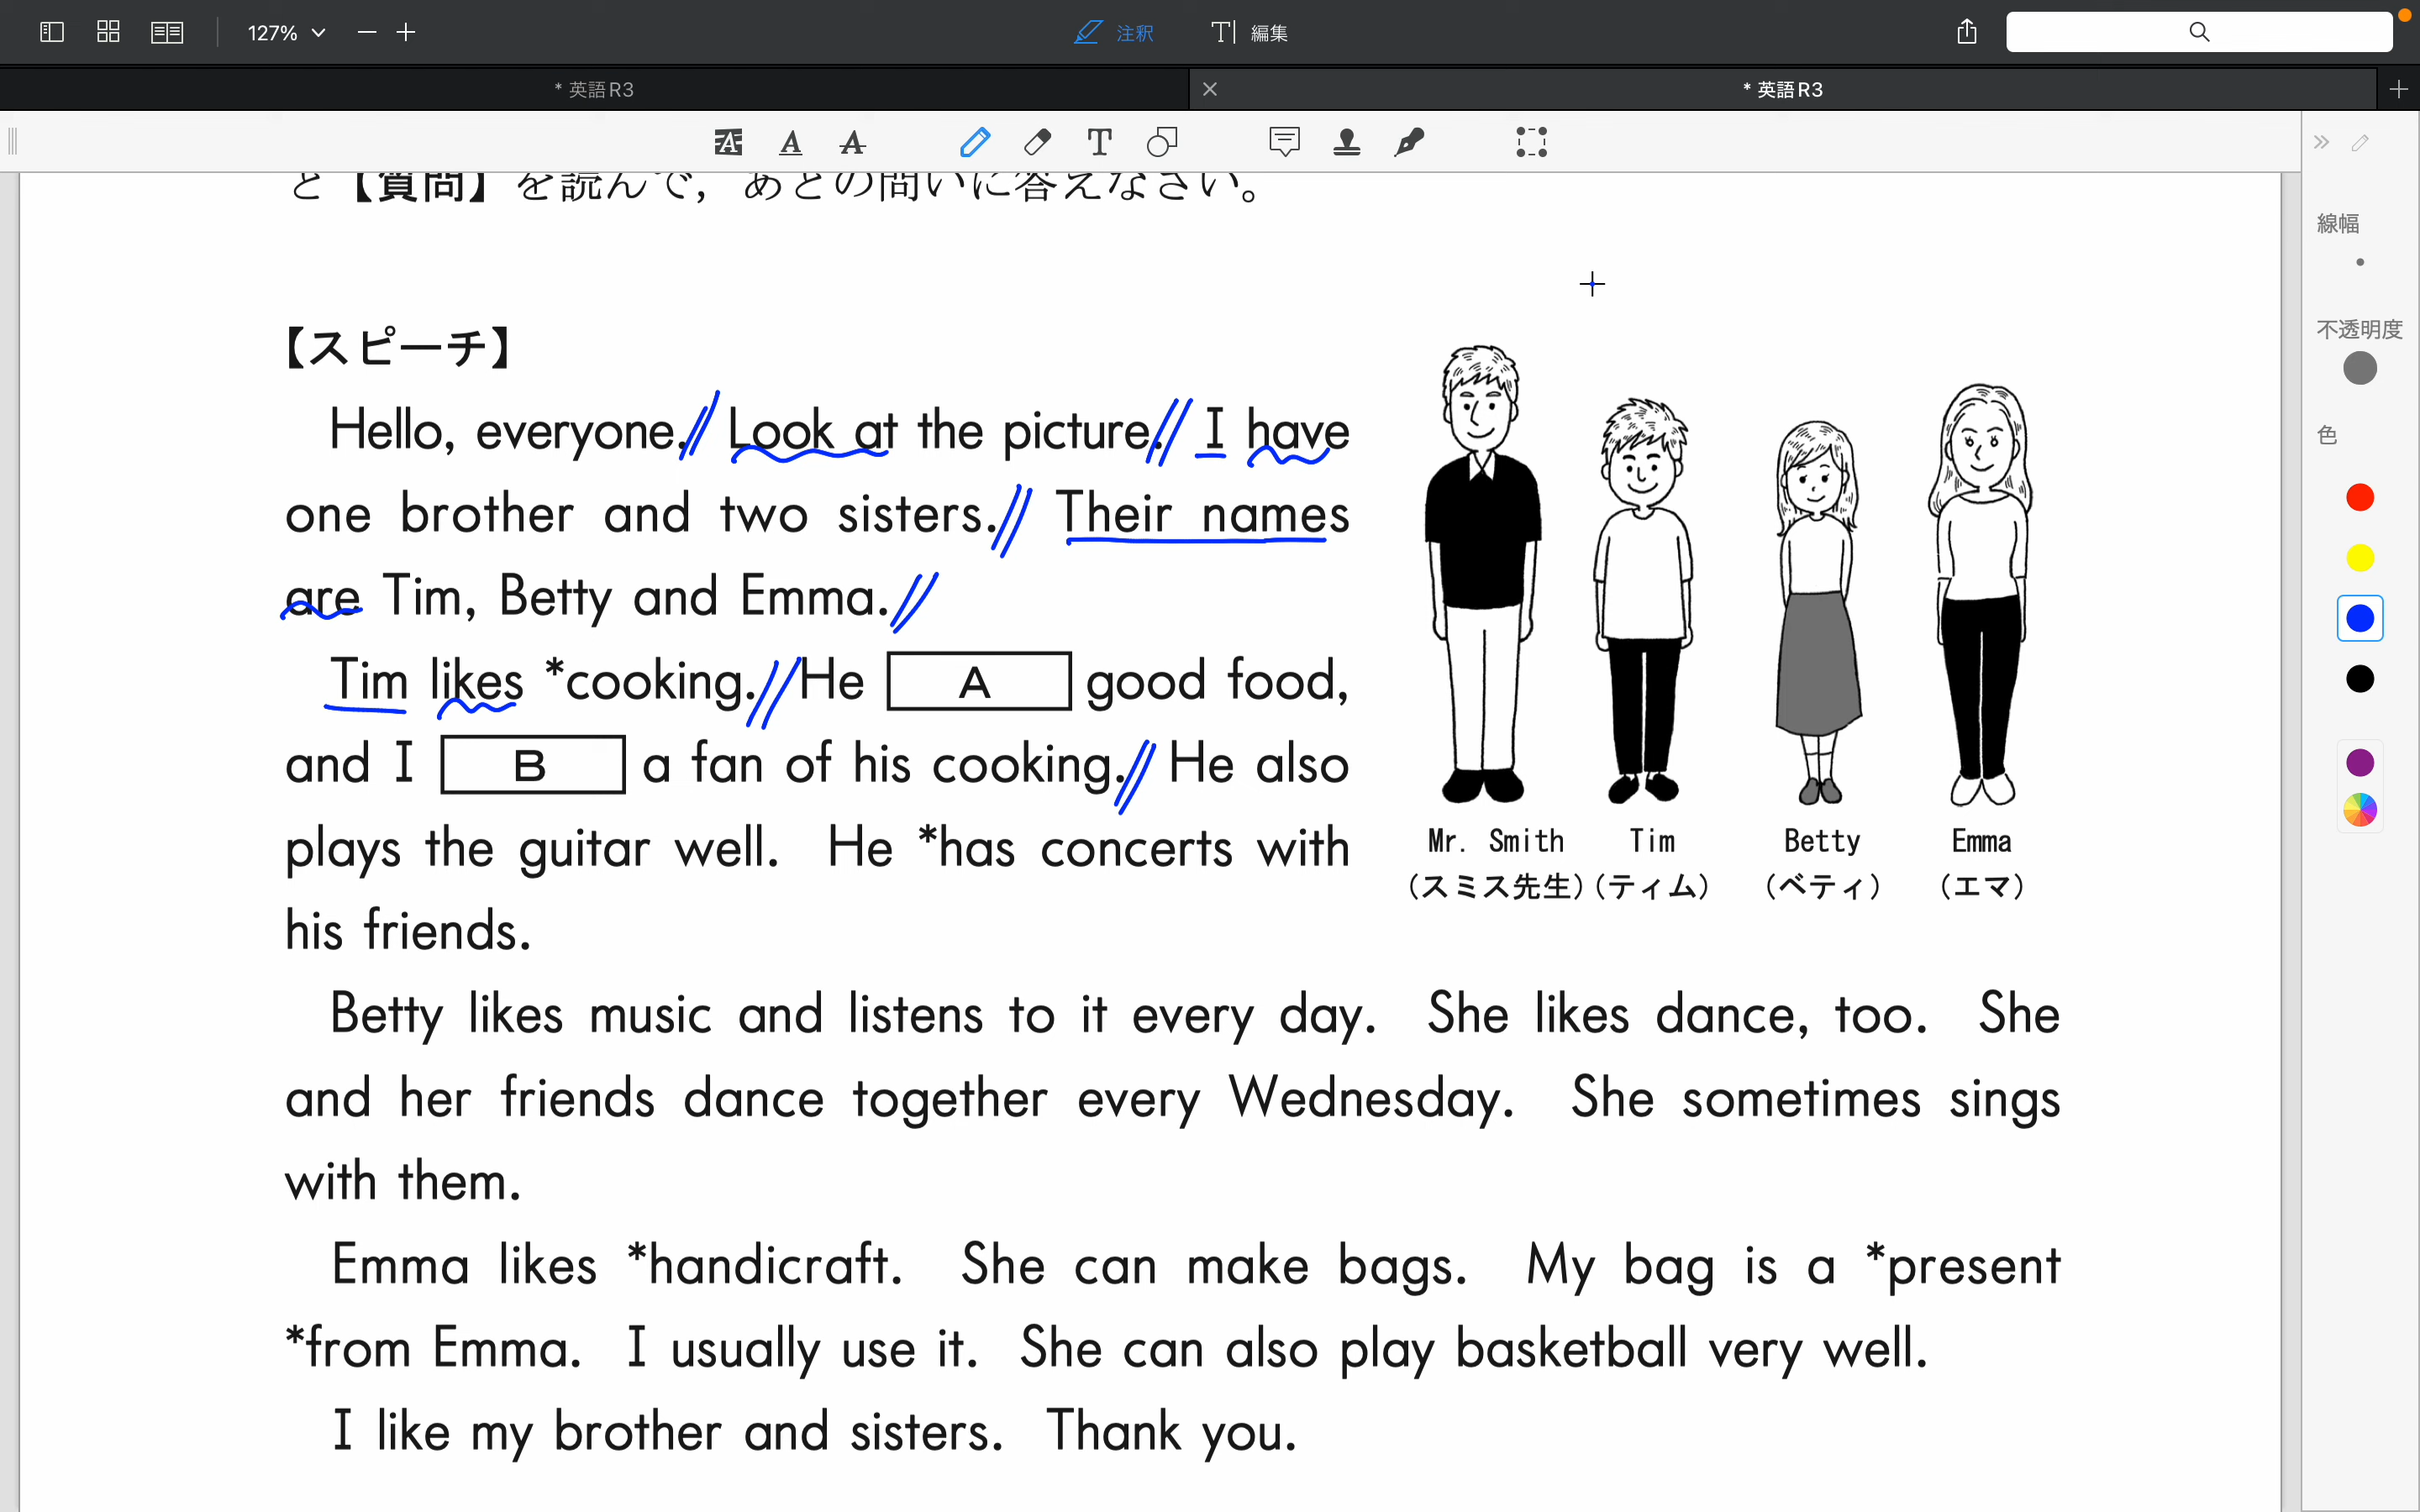 127%
注釈
編集
* 英語R3
* 英語R3
と【質問】を読んで，あとの問いに答えなさい。
線幅
不透明度
色
【スピーチ】
Hello, everyone. Look at the picture. I have
one brother and two sisters. Their names
are Tim, Betty and Emma.
Tim likes *cooking. He A good food,
and I B a fan of his cooking. He also
plays the guitar well. He *has concerts with
his friends.
Mr. Smith Tim Betty Emma
(スミス先生) (ティム) (ベティ) (エマ)
Betty likes music and listens to it every day. She likes dance, too. She
and her friends dance together every Wednesday. She sometimes sings
with them.
Emma likes *handicraft. She can make bags. My bag is a *present
*from Emma. I usually use it. She can also play basketball very well.
I like my brother and sisters. Thank you.